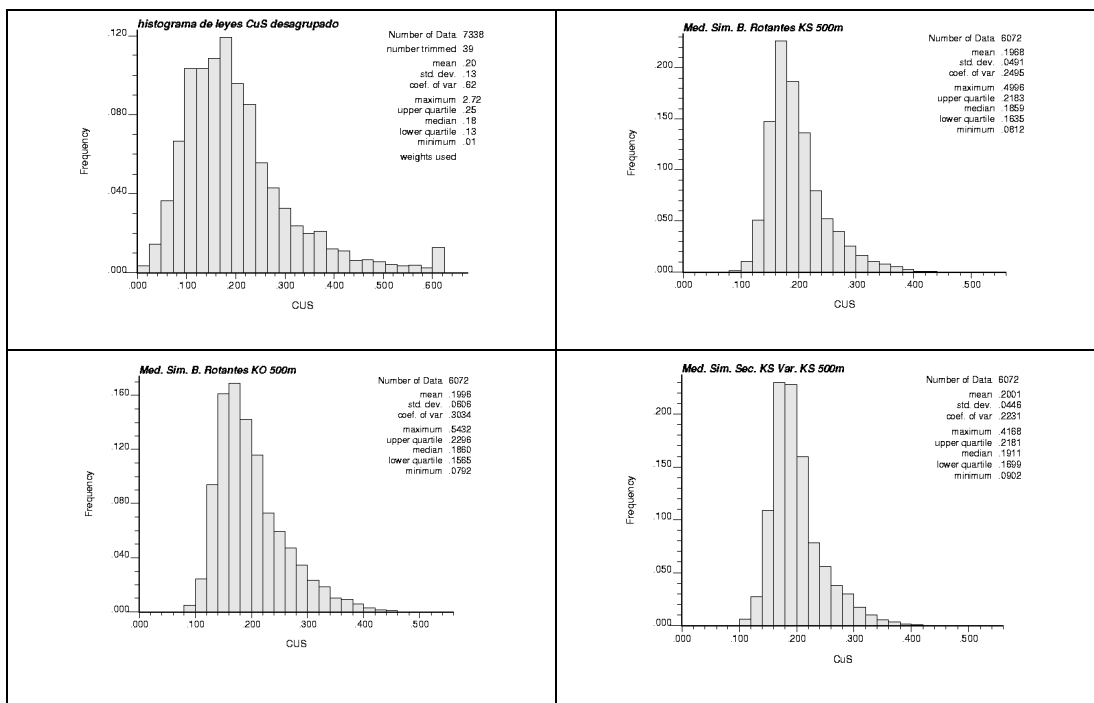 histograma de leyes CuS desagrupado
Number of Data 7338
number trimmed 39
mean .20
std. dev. .13
coef. of var .62
maximum 2.72
upper quartile .25
median .18
lower quartile .13
minimum .01
weights used
Frequency
.120
.080
.040
.000
.000 .100 .200 .300 .400 .500 .600
CUS
Med. Sim. B. Rotantes KS 500m
Number of Data 6072
mean .1968
std. dev. .0491
coef. of var .2495
maximum .4996
upper quartile .2183
median .1859
lower quartile .1635
minimum .0812
Frequency
.200
.150
.100
.050
.000
.000 .100 .200 .300 .400 .500
CUS
Med. Sim. B. Rotantes KO 500m
Number of Data 6072
mean .1996
std. dev. .0606
coef. of var .3034
maximum .5432
upper quartile .2296
median .1860
lower quartile .1565
minimum .0792
Frequency
.160
.120
.080
.040
.000
.000 .100 .200 .300 .400 .500
CUS
Med. Sim. Sec. KS Var. KS 500m
Number of Data 6072
mean .2001
std. dev. .0446
coef. of var .2231
maximum .4168
upper quartile .2181
median .1911
lower quartile .1699
minimum .0902
Frequency
.200
.150
.100
.050
.000
.000 .100 .200 .300 .400 .500
CuS